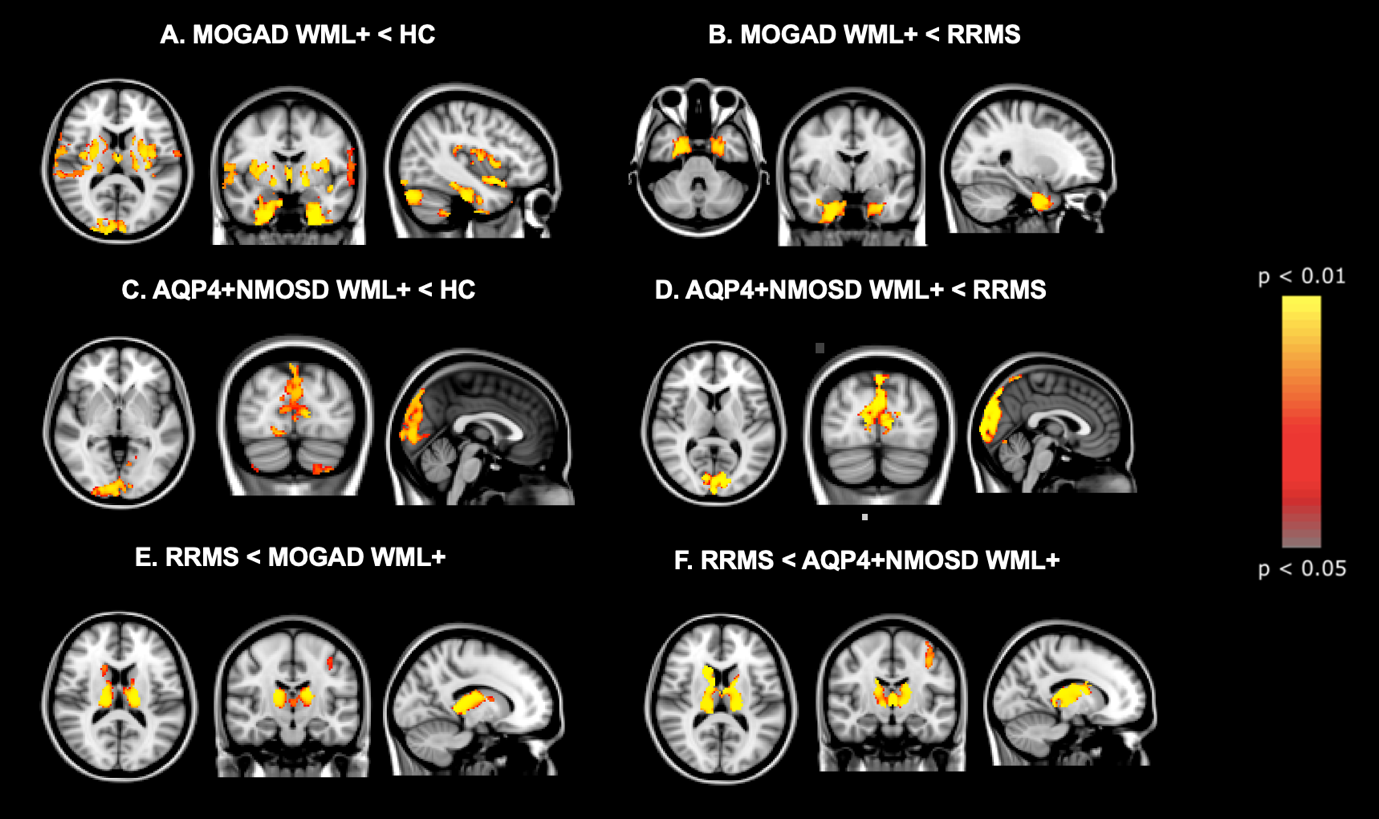 A. MOGAD WML+ < HC
B. MOGAD WML+ < RRMS
C. AQP4+NMOSD WML+ < HC
D. AQP4+NMOSD WML+ < RRMS
p < 0.01
p < 0.05
E. RRMS < MOGAD WML+
F. RRMS < AQP4+NMOSD WML+